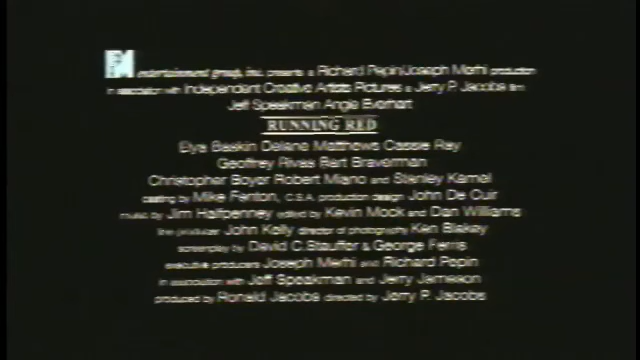 PM entertainment group, inc. presents a Richard Pepin/Joseph Merhi production
in association with Independent Creative Artists Pictures a Jerry P. Jacobs film
Jeff Speakman Angie Everhart
RUNNING RED
Elya Baskin Delane Matthews Cassie Ray
Geoffrey Rivas Bart Braverman
Christopher Boyer Robert Miano and Stanley Kamel
casting by Mike Fenton, C.S.A. production design John De Cuir
music by Jim Halfpenney edited by Kevin Mock and Dan Williams
line producer John Kelly director of photography Ken Blakey
screenplay by David C Stauffer & George Ferris
executive producers Joseph Merhi and Richard Pepin
in association with Jeff Speakman and Jerry Jameson
produced by Ronald Jacobs directed by Jerry P. Jacobs